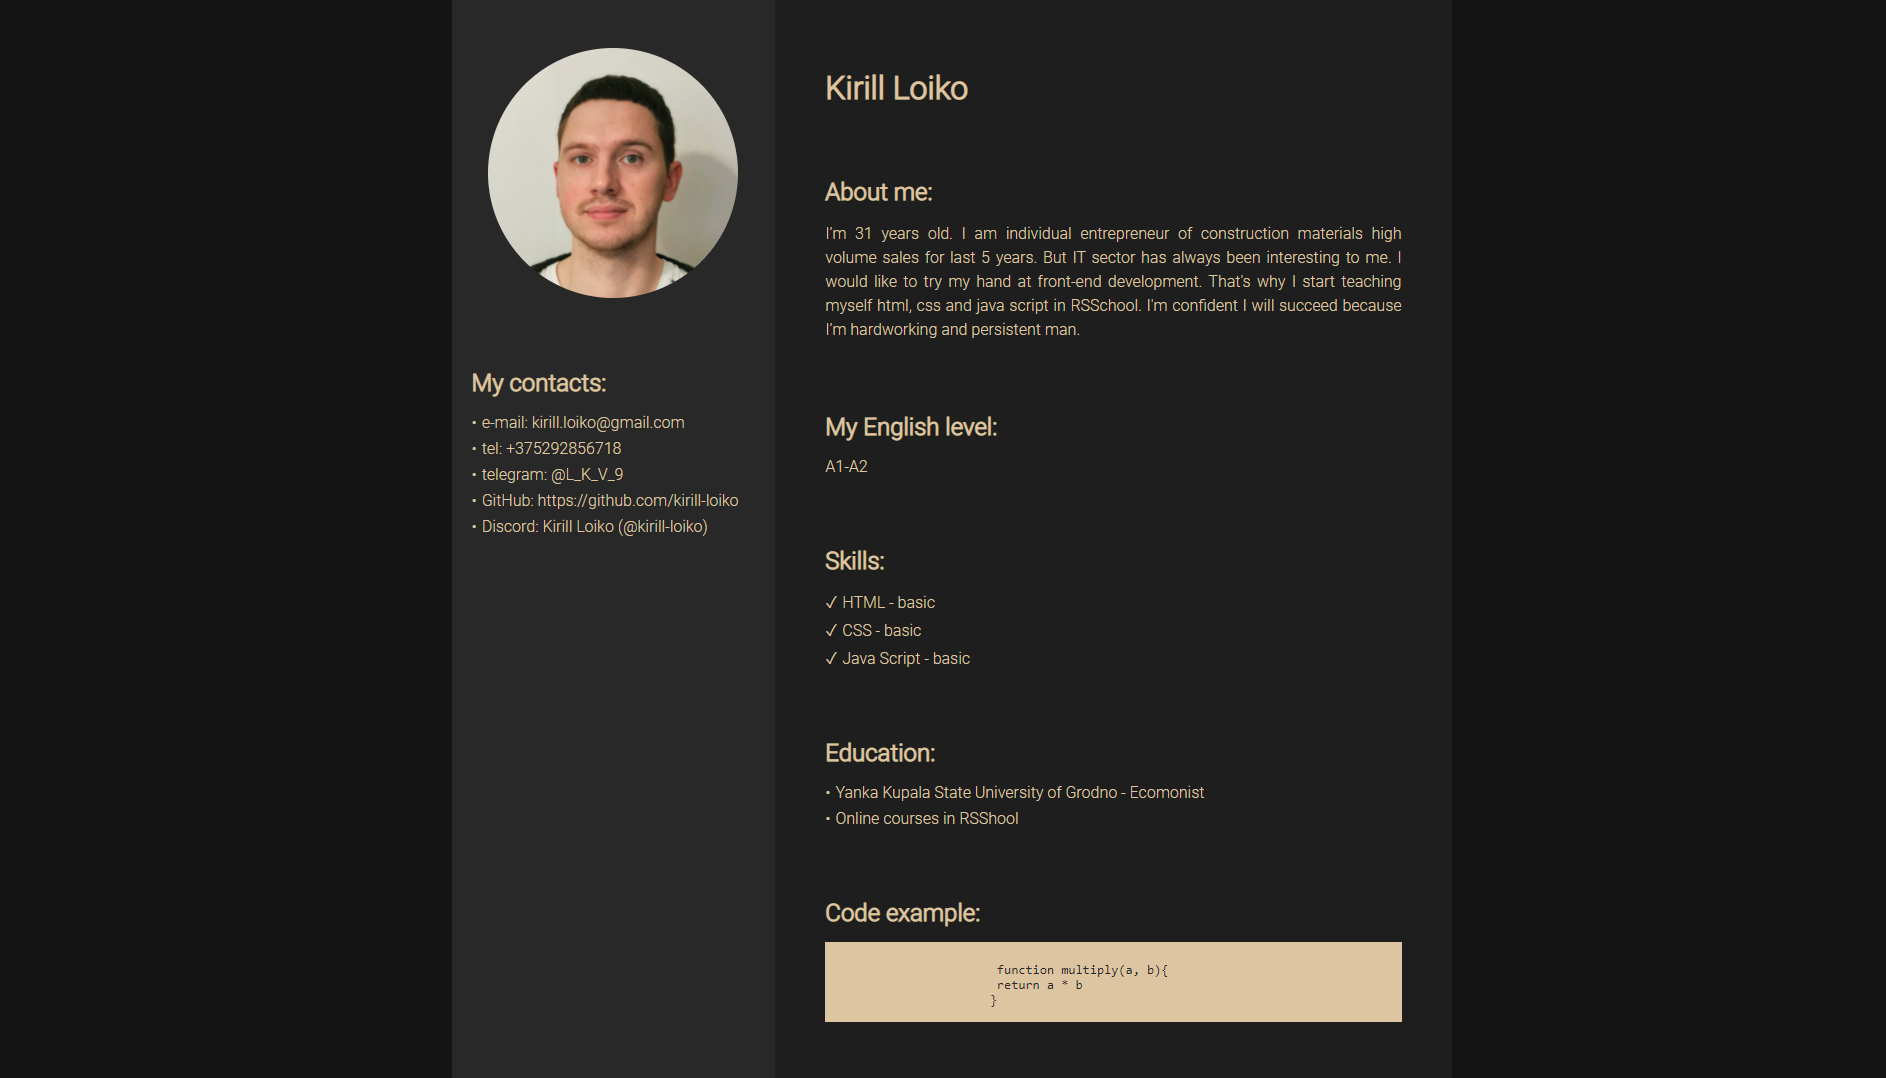 Kirill Loiko
My contacts:
• e-mail: kirill.loiko@gmail.com
• tel: +375292856718
• telegram: @L_K_V_9
• GitHub: https://github.com/kirill-loiko
• Discord: Kirill Loiko (@kirill-loiko)
About me:
I'm 31 years old. I am individual entrepreneur of construction materials high
volume sales for last 5 years. But IT sector has always been interesting to me. I
would like to try my hand at front-end development. That's why I start teaching
myself html, css and java script in RSSchool. I'm confident I will succeed because
I'm hardworking and persistent man.
My English level:
A1-A2
Skills:
✓ HTML - basic
✓ CSS - basic
✓ Java Script - basic
Education:
• Yanka Kupala State University of Grodno - Ecomonist
• Online courses in RSShool
Code example:
function multiply(a, b){
return a * b
}